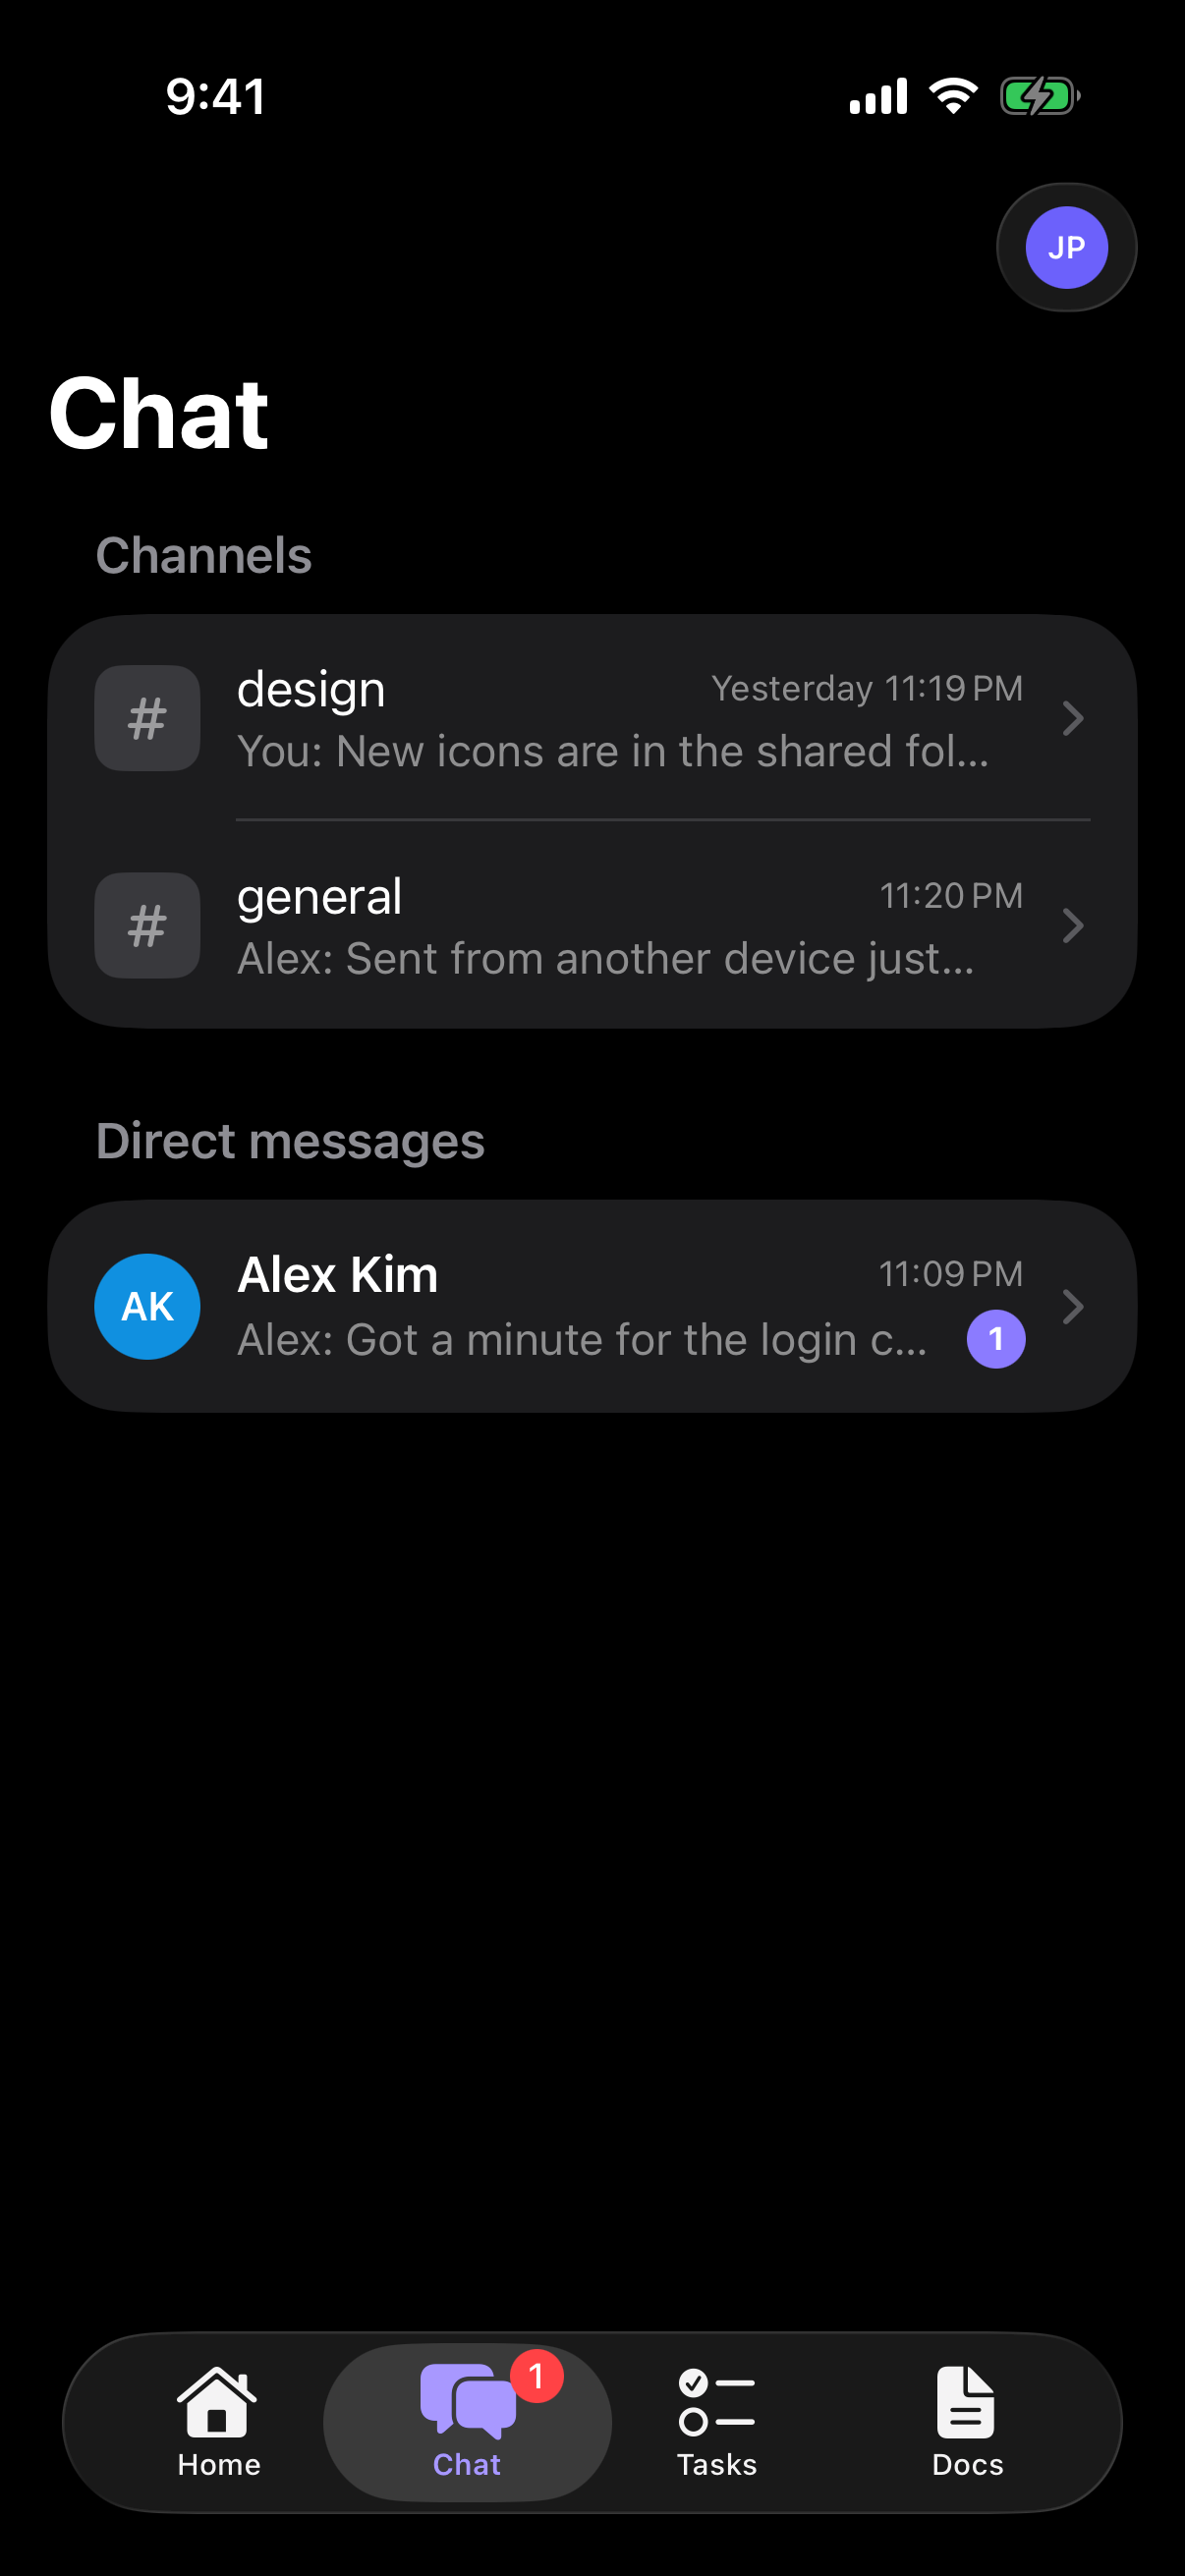 9:41
JP
Chat
Channels
# design Yesterday 11:19 PM
You: New icons are in the shared fol...
# general 11:20 PM
Alex: Sent from another device just...
Direct messages
AK Alex Kim 11:09 PM
Alex: Got a minute for the login c... 1
1
Home Chat Tasks Docs